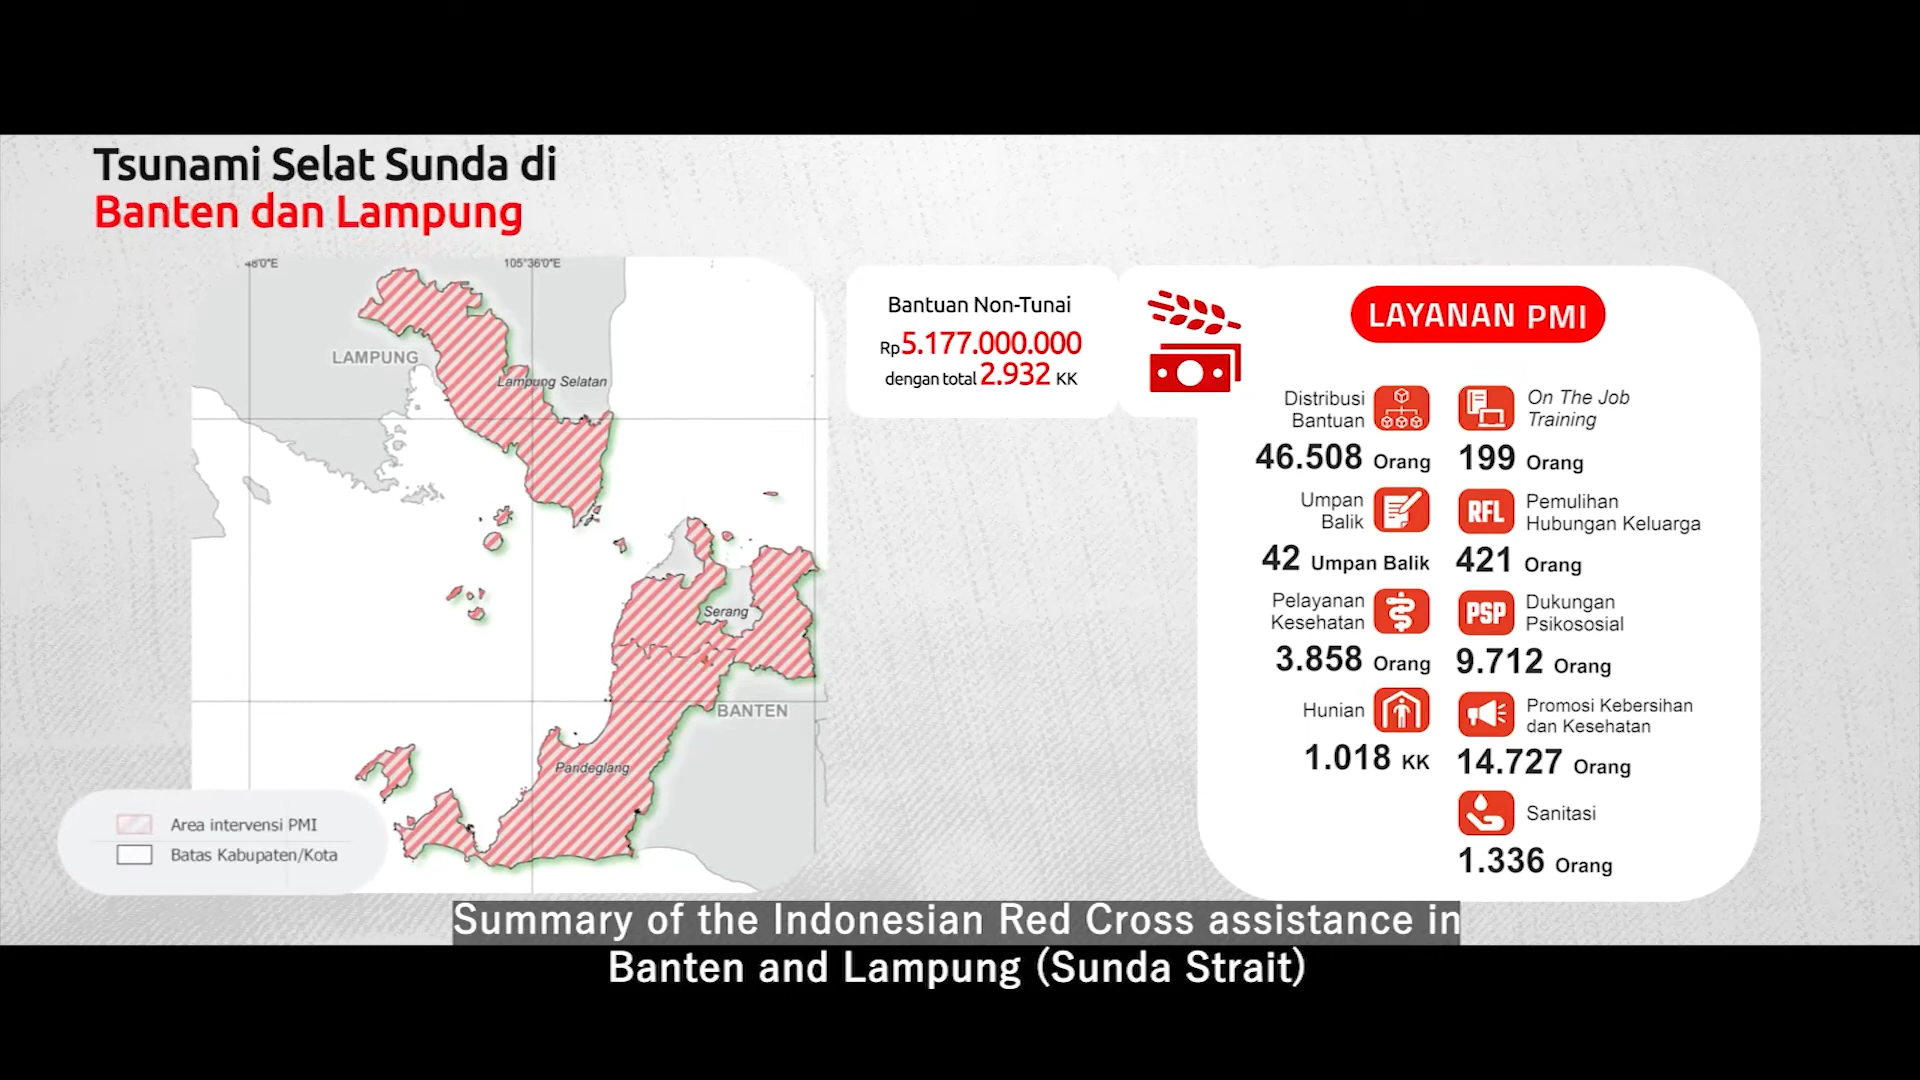 Tsunami Selat Sunda di
Banten dan Lampung
48'0"E
105°36'0"E
LAMPUNG
Lampung Selatan
Serang
BANTEN
Pandeglang
Area intervensi PMI
Batas Kabupaten/Kota
Bantuan Non-Tunai
Rp5.177.000.000
dengan total 2.932 KK
LAYANAN PMI
Distribusi
Bantuan
46.508 Orang
On The Job
Training
199 Orang
Umpan
Balik
42 Umpan Balik
RFL
Pemulihan
Hubungan Keluarga
421 Orang
Pelayanan
Kesehatan
3.858 Orang
PSP
Dukungan
Psikososial
9.712 Orang
Hunian
1.018 KK
Promosi Kebersihan
dan Kesehatan
14.727 Orang
Sanitasi
1.336 Orang
Summary of the Indonesian Red Cross assistance in
Banten and Lampung (Sunda Strait)